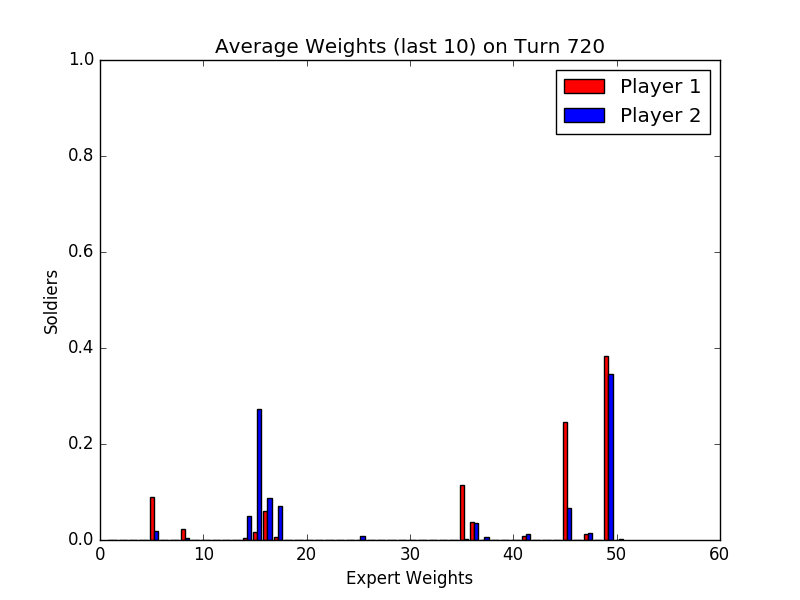 Average Weights (last 10) on Turn 720
1.0
0.8
0.6
0.4
0.2
0.0
Soldiers
Player 1
Player 2
0 10 20 30 40 50 60
Expert Weights